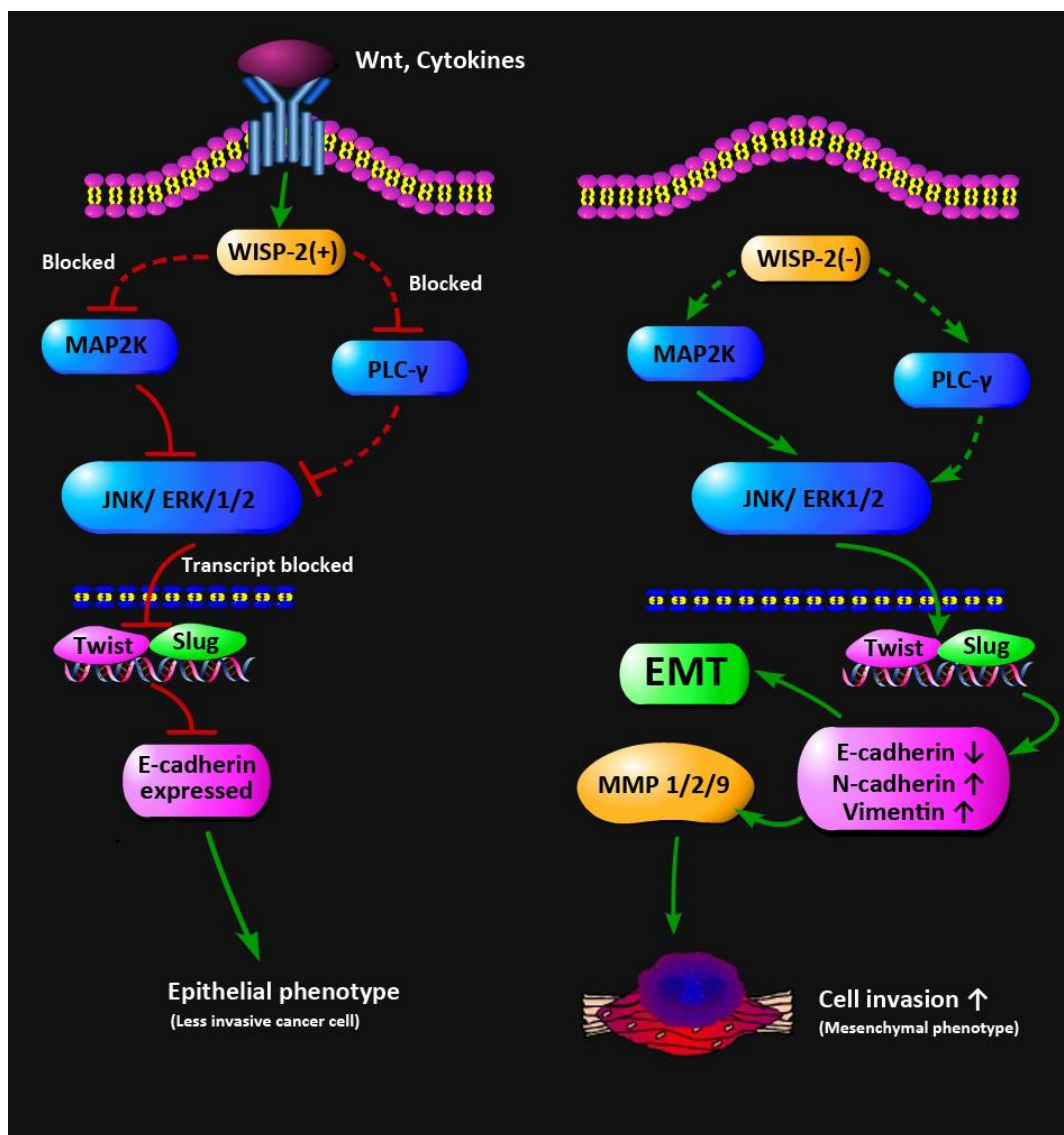 Wnt, Cytokines
WISP-2(+)
Blocked
Blocked
MAP2K
PLC-γ
JNK/ ERK/1/2
Transcript blocked
Twist
Slug
E-cadherin
expressed
Epithelial phenotype
(Less invasive cancer cell)
WISP-2(-)
MAP2K
PLC-γ
JNK/ ERK1/2
Twist
Slug
EMT
E-cadherin ↓
N-cadherin ↑
Vimentin ↑
MMP 1/2/9
Cell invasion ↑
(Mesenchymal phenotype)